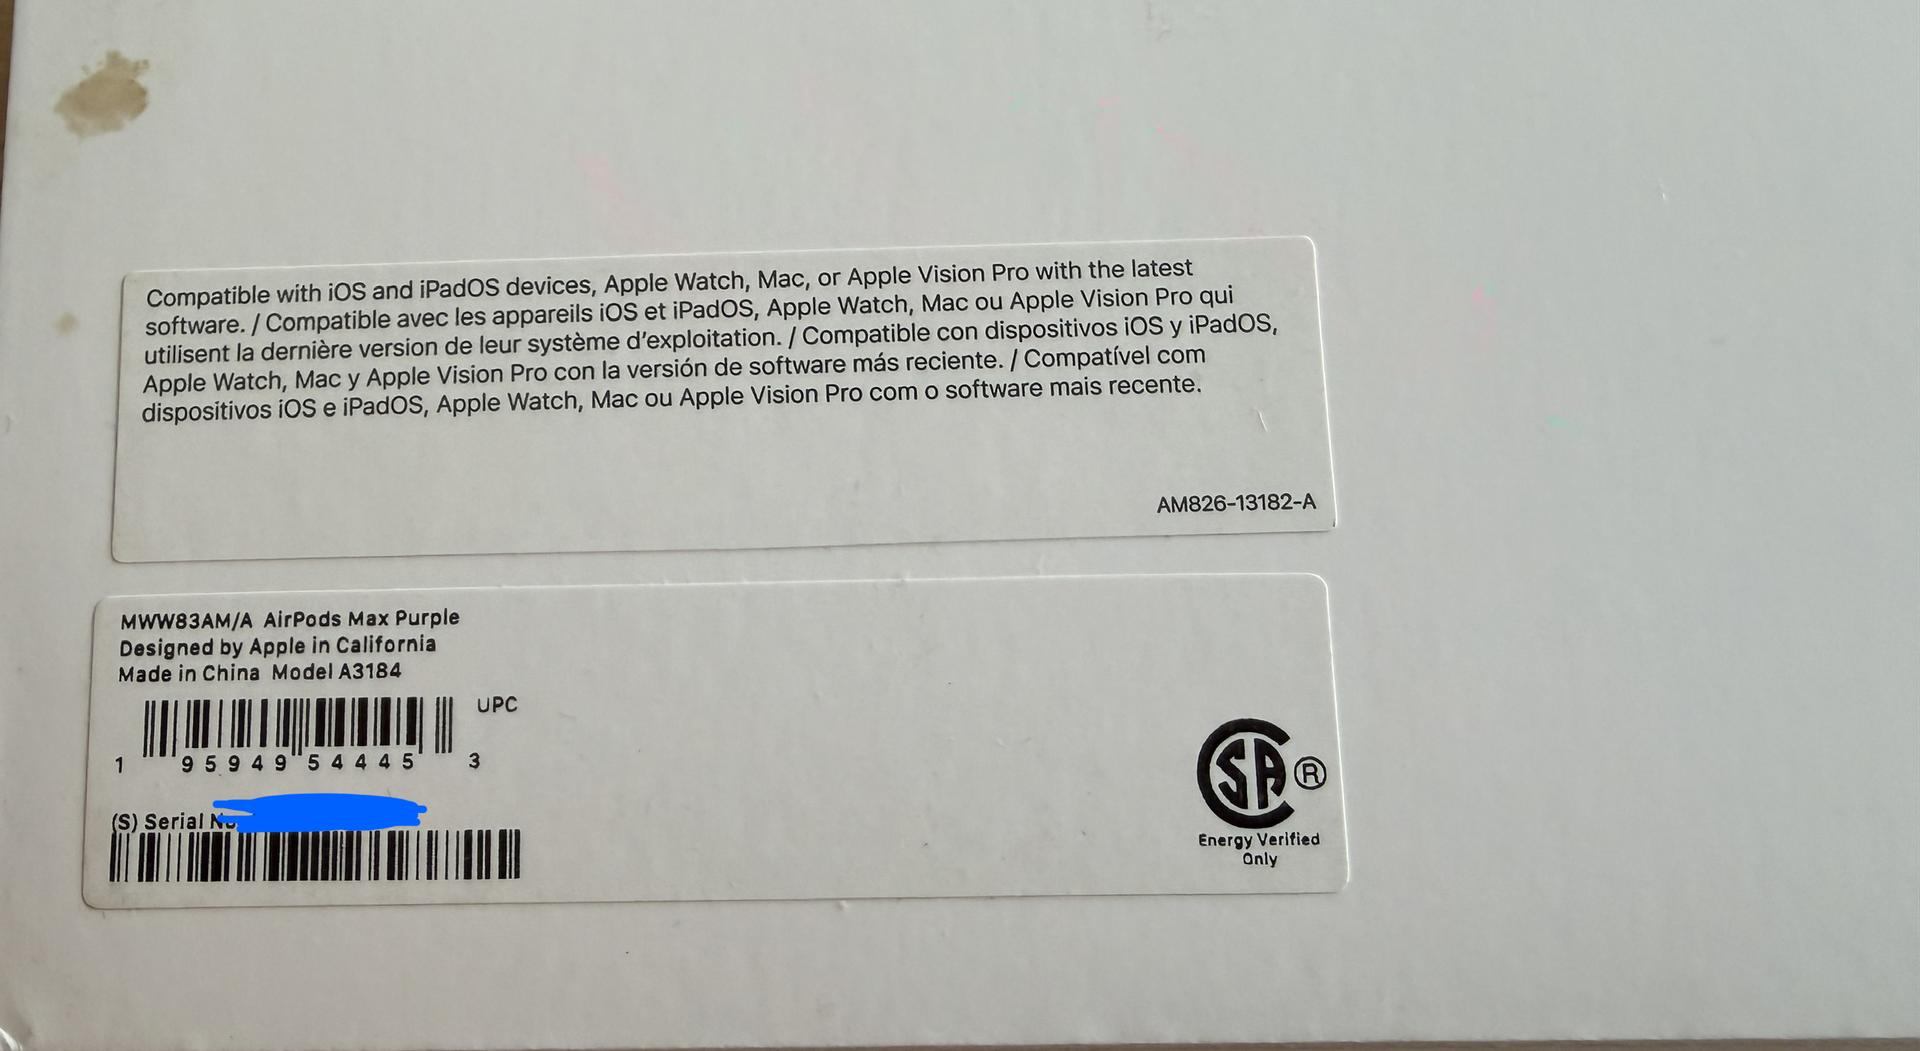 Compatible with iOS and iPadOS devices, Apple Watch, Mac, or Apple Vision Pro with the latest
software. / Compatible avec les appareils iOS et iPadOS, Apple Watch, Mac ou Apple Vision Pro qui
utilisent la dernière version de leur système d'exploitation. / Compatible con dispositivos iOS y iPadOS,
Apple Watch, Mac y Apple Vision Pro con la versión de software más reciente. / Compatível com
dispositivos iOS e iPadOS, Apple Watch, Mac ou Apple Vision Pro com o software mais recente.
AM826-13182-A
MWW83AM/A AirPods Max Purple
Designed by Apple in California
Made in China Model A3184
UPC
1 95949 54445 3
(S) Serial No.
SA ®
Energy Verified
Only